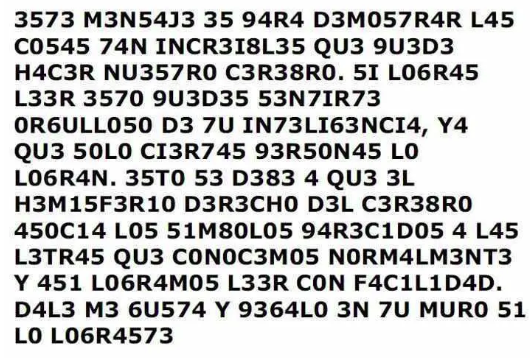 3573 M3N54J3 35 94R4 D3M057R4R L45
C0545 74N INCR3I8L35 QU3 9U3D3
H4C3R NU357R0 C3R38R0. 5I L06R45
L33R 3570 9U3D35 53N7IR73
0R6ULL050 D3 7U IN73LI63NCI4, Y4
QU3 50L0 CI3R745 93R50N45 L0
L06R4N. 35T0 53 D383 4 QU3 3L
H3M15F3R10 D3R3CH0 D3L C3R38R0
450C14 L05 51M80L05 94R3C1D05 4 L45
L3TR45 QU3 C0N0C3M05 N0RM4LM3NT3
Y 451 L06R4M05 L33R C0N F4C1L1D4D.
D4L3 M3 6U574 Y 9364L0 3N 7U MUR0 51
L0 L06R4573